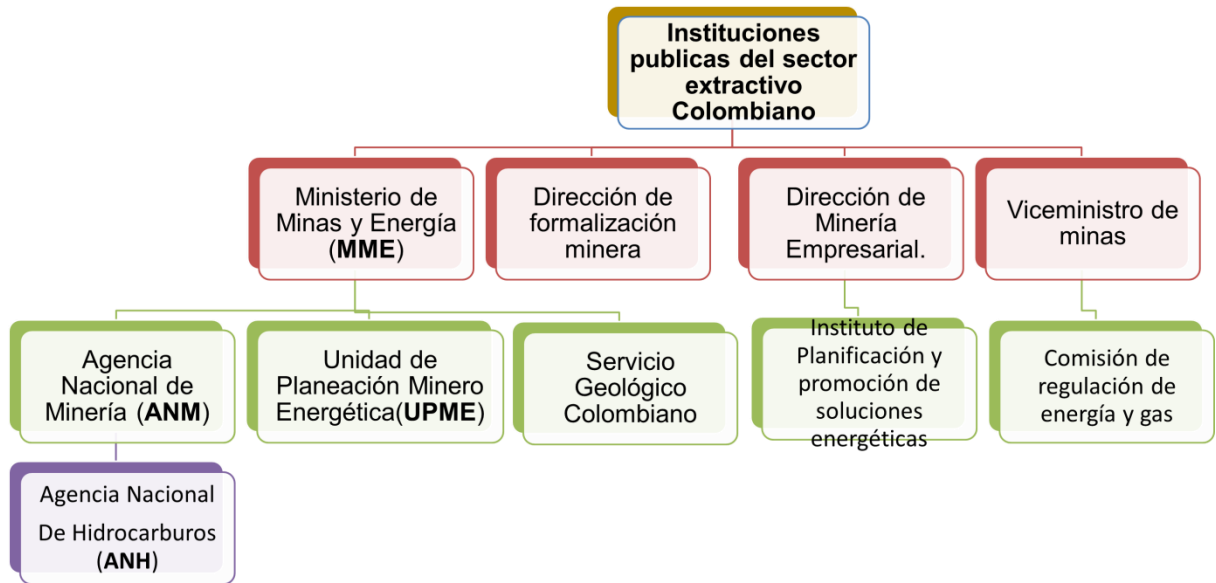 Instituciones
publicas del sector
extractivo
Colombiano
Ministerio de
Minas y Energía
(MME)
Dirección de
formalización
minera
Dirección de
Minería
Empresarial.
Viceministro de
minas
Agencia
Nacional de
Minería (ANM)
Unidad de
Planeación Minero
Energética(UPME)
Servicio
Geológico
Colombiano
Instituto de
Planificación y
promoción de
soluciones
energéticas
Comisión de
regulación de
energía y gas
Agencia Nacional
De Hidrocarburos
(ANH)